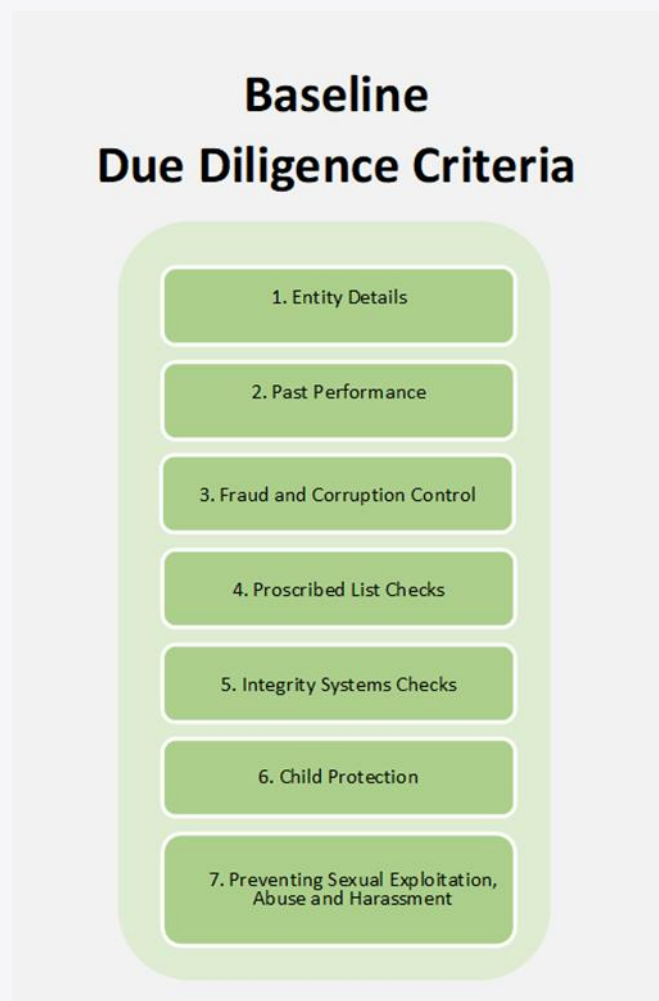 Baseline
Due Diligence Criteria
1. Entity Details
2. Past Performance
3. Fraud and Corruption Control
4. Proscribed List Checks
5. Integrity Systems Checks
6. Child Protection
7. Preventing Sexual Exploitation,
Abuse and Harassment